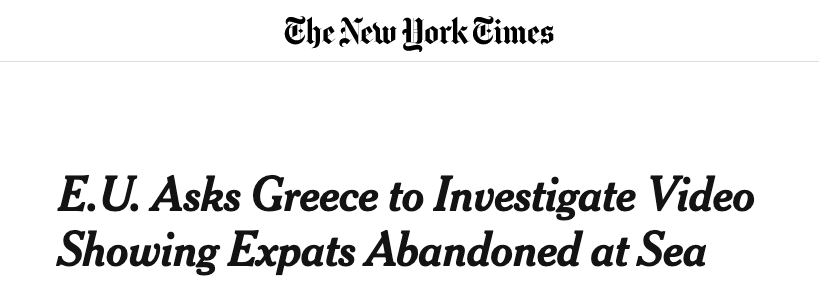 The New York Times
E.U. Asks Greece to Investigate Video
Showing Expats Abandoned at Sea